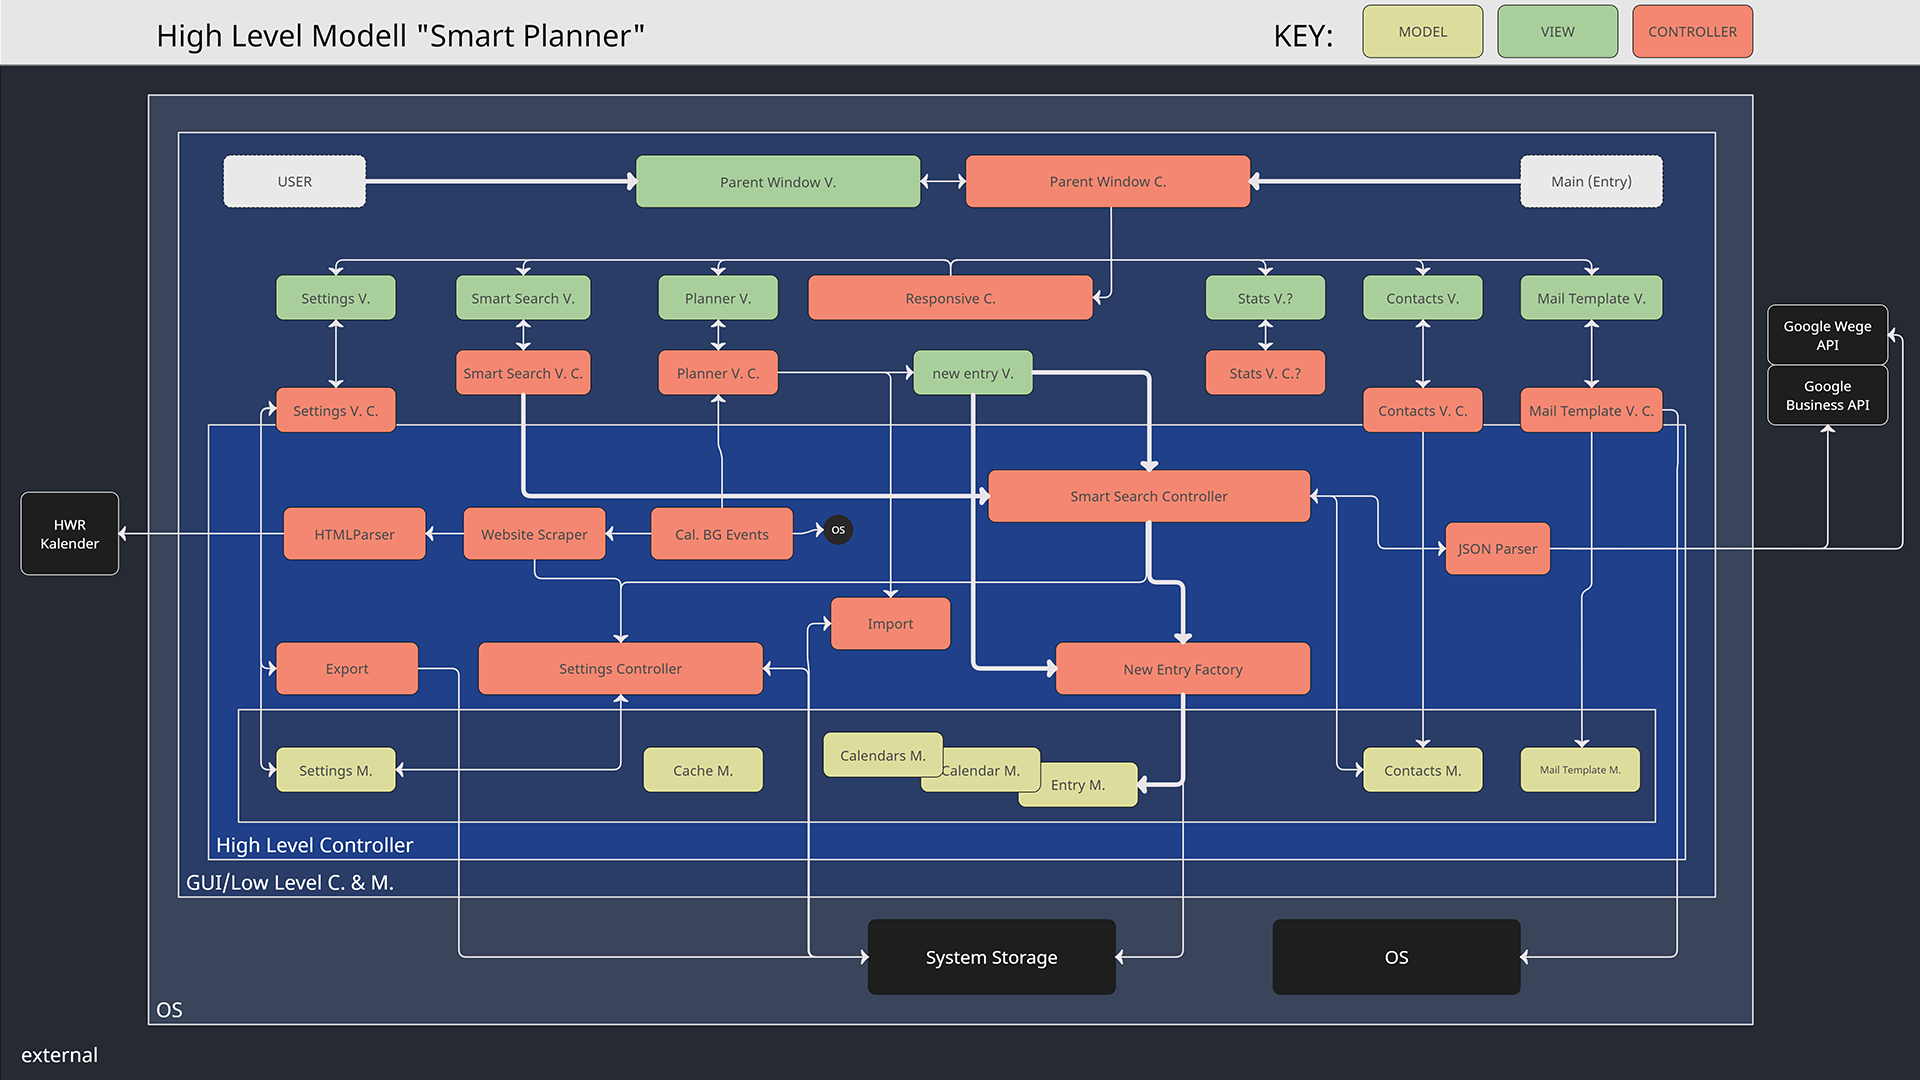 High Level Modell "Smart Planner"
KEY:
MODEL
VIEW
CONTROLLER
USER
Parent Window V.
Parent Window C.
Main (Entry)
Settings V.
Smart Search V.
Planner V.
Responsive C.
Stats V.?
Contacts V.
Mail Template V.
Google Wege
API
Google
Business API
Smart Search V. C.
Planner V. C.
new entry V.
Stats V. C.?
Settings V. C.
Contacts V. C.
Mail Template V. C.
Smart Search Controller
HWR
Kalender
HTMLParser
Website Scraper
Cal. BG Events
OS
JSON Parser
Import
Export
Settings Controller
New Entry Factory
Settings M.
Cache M.
Calendars M.
Calendar M.
Entry M.
Contacts M.
Mail Template M.
High Level Controller
GUI/Low Level C. & M.
System Storage
OS
OS
external